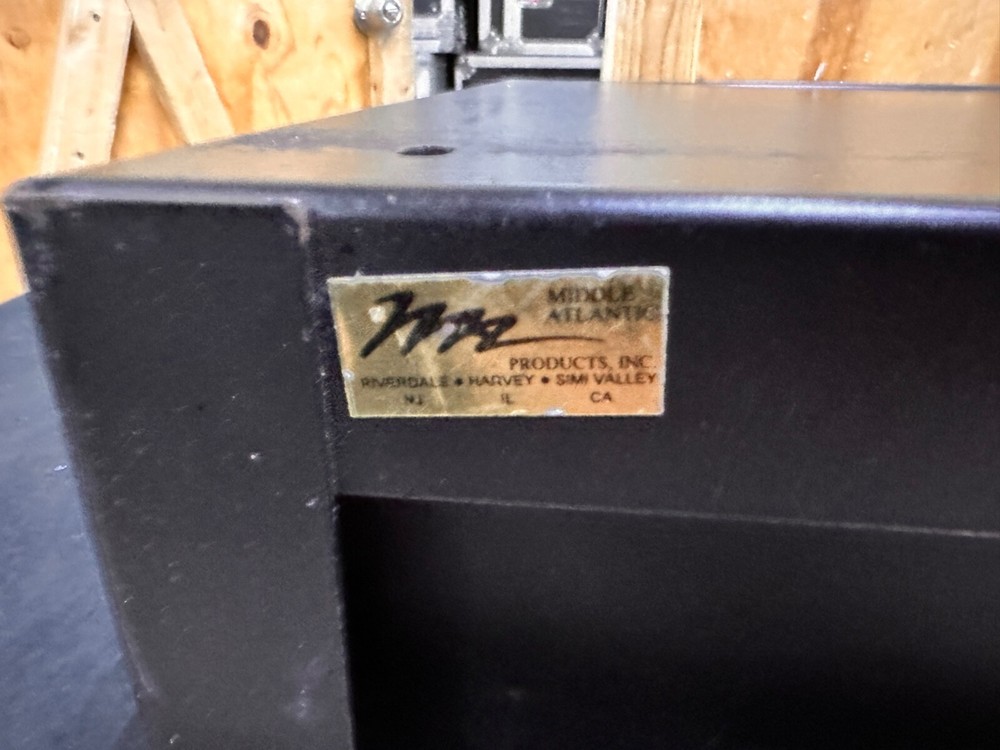 MIDDLE
ATLANTIC
PRODUCTS, INC.
RIVERDALE • HARVEY • SIMI VALLEY
NJ IL CA